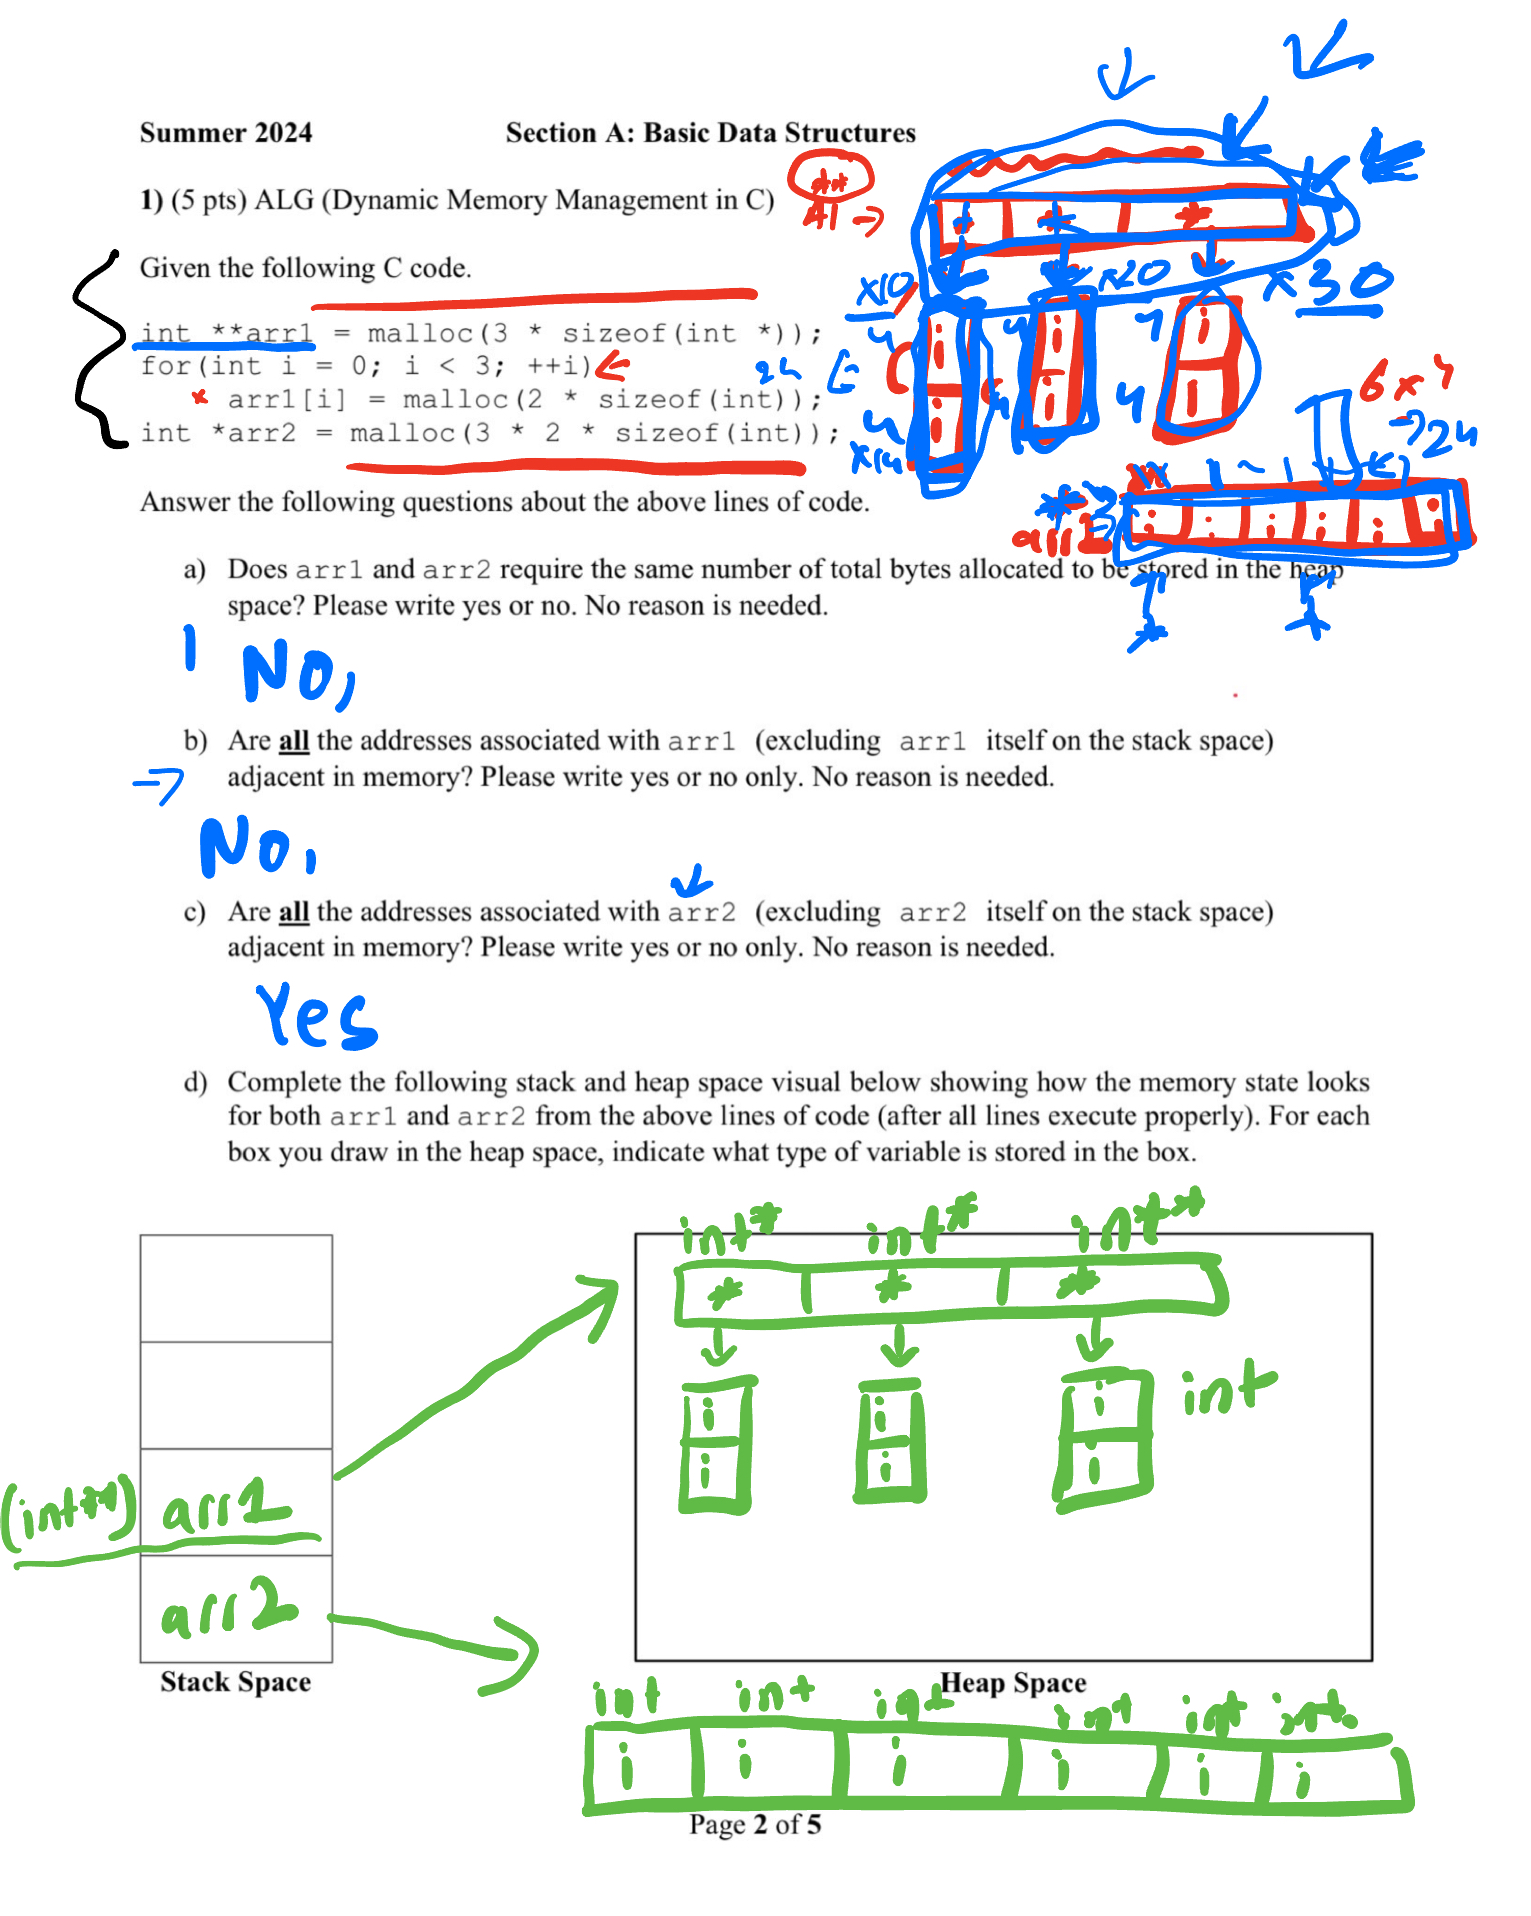 Summer 2024 Section A: Basic Data Structures
1) (5 pts) ALG (Dynamic Memory Management in C)
Given the following C code.
x10 x20 x 30
int **arr1 = malloc(3 * sizeof(int *));
for(int i = 0; i < 3; ++i)
24
arr1[i] = malloc(2 * sizeof(int));
6 x 4
int *arr2 = malloc(3 * 2 * sizeof(int));
→24
Answer the following questions about the above lines of code.
a) Does arr1 and arr2 require the same number of total bytes allocated to be stored in the heap
space? Please write yes or no. No reason is needed.
No,
b) Are all the addresses associated with arr1 (excluding arr1 itself on the stack space)
adjacent in memory? Please write yes or no only. No reason is needed.
No,
c) Are all the addresses associated with arr2 (excluding arr2 itself on the stack space)
adjacent in memory? Please write yes or no only. No reason is needed.
Yes
d) Complete the following stack and heap space visual below showing how the memory state looks
for both arr1 and arr2 from the above lines of code (after all lines execute properly). For each
box you draw in the heap space, indicate what type of variable is stored in the box.
int* int* int*
* * *
i i i int
i i i
(int**) arr1
arr2
Stack Space Heap Space
int int int int int int
i i i i i i
Page 2 of 5